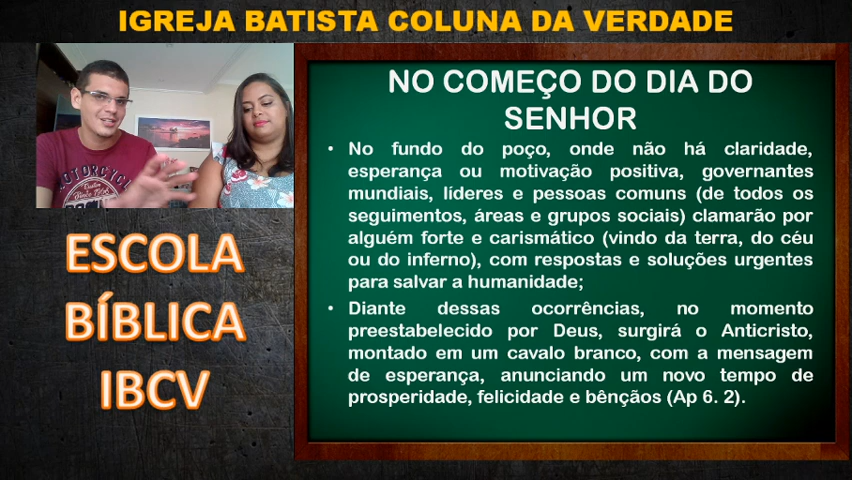 IGREJA BATISTA COLUNA DA VERDADE
MOTORCYCLE
ESCOLA
BÍBLICA
IBCV
NO COMEÇO DO DIA DO
SENHOR
• No fundo do poço, onde não há claridade,
esperança ou motivação positiva, governantes
mundiais, líderes e pessoas comuns (de todos os
seguimentos, áreas e grupos sociais) clamarão por
alguém forte e carismático (vindo da terra, do céu
ou do inferno), com respostas e soluções urgentes
para salvar a humanidade;
• Diante dessas ocorrências, no momento
preestabelecido por Deus, surgirá o Anticristo,
montado em um cavalo branco, com a mensagem
de esperança, anunciando um novo tempo de
prosperidade, felicidade e bênçãos (Ap 6. 2).